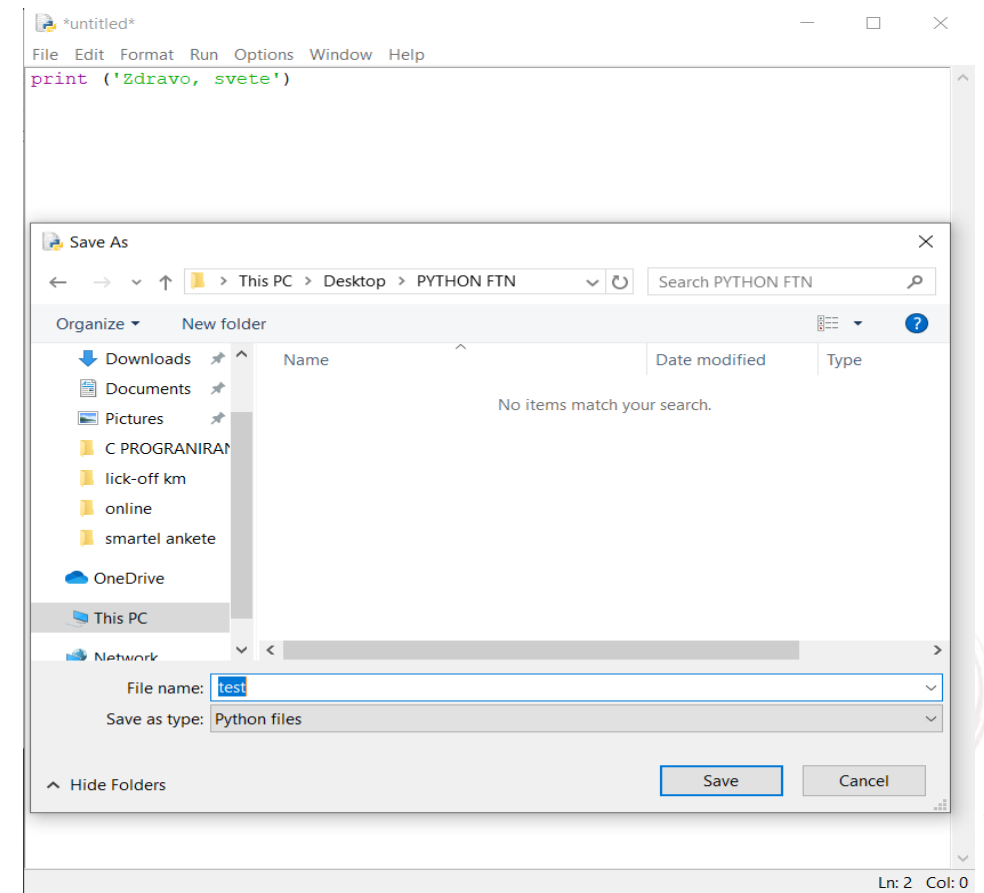 *untitled*
File Edit Format Run Options Window Help
print ('Zdravo, svete')
Save As
This PC > Desktop > PYTHON FTN
Search PYTHON FTN
Organize
New folder
Name
Date modified
Type
Downloads
Documents
Pictures
C PROGRANIRAN
lick-off km
online
smartel ankete
OneDrive
This PC
Network
No items match your search.
File name: test
Save as type: Python files
Hide Folders
Save
Cancel
Ln: 2 Col: 0